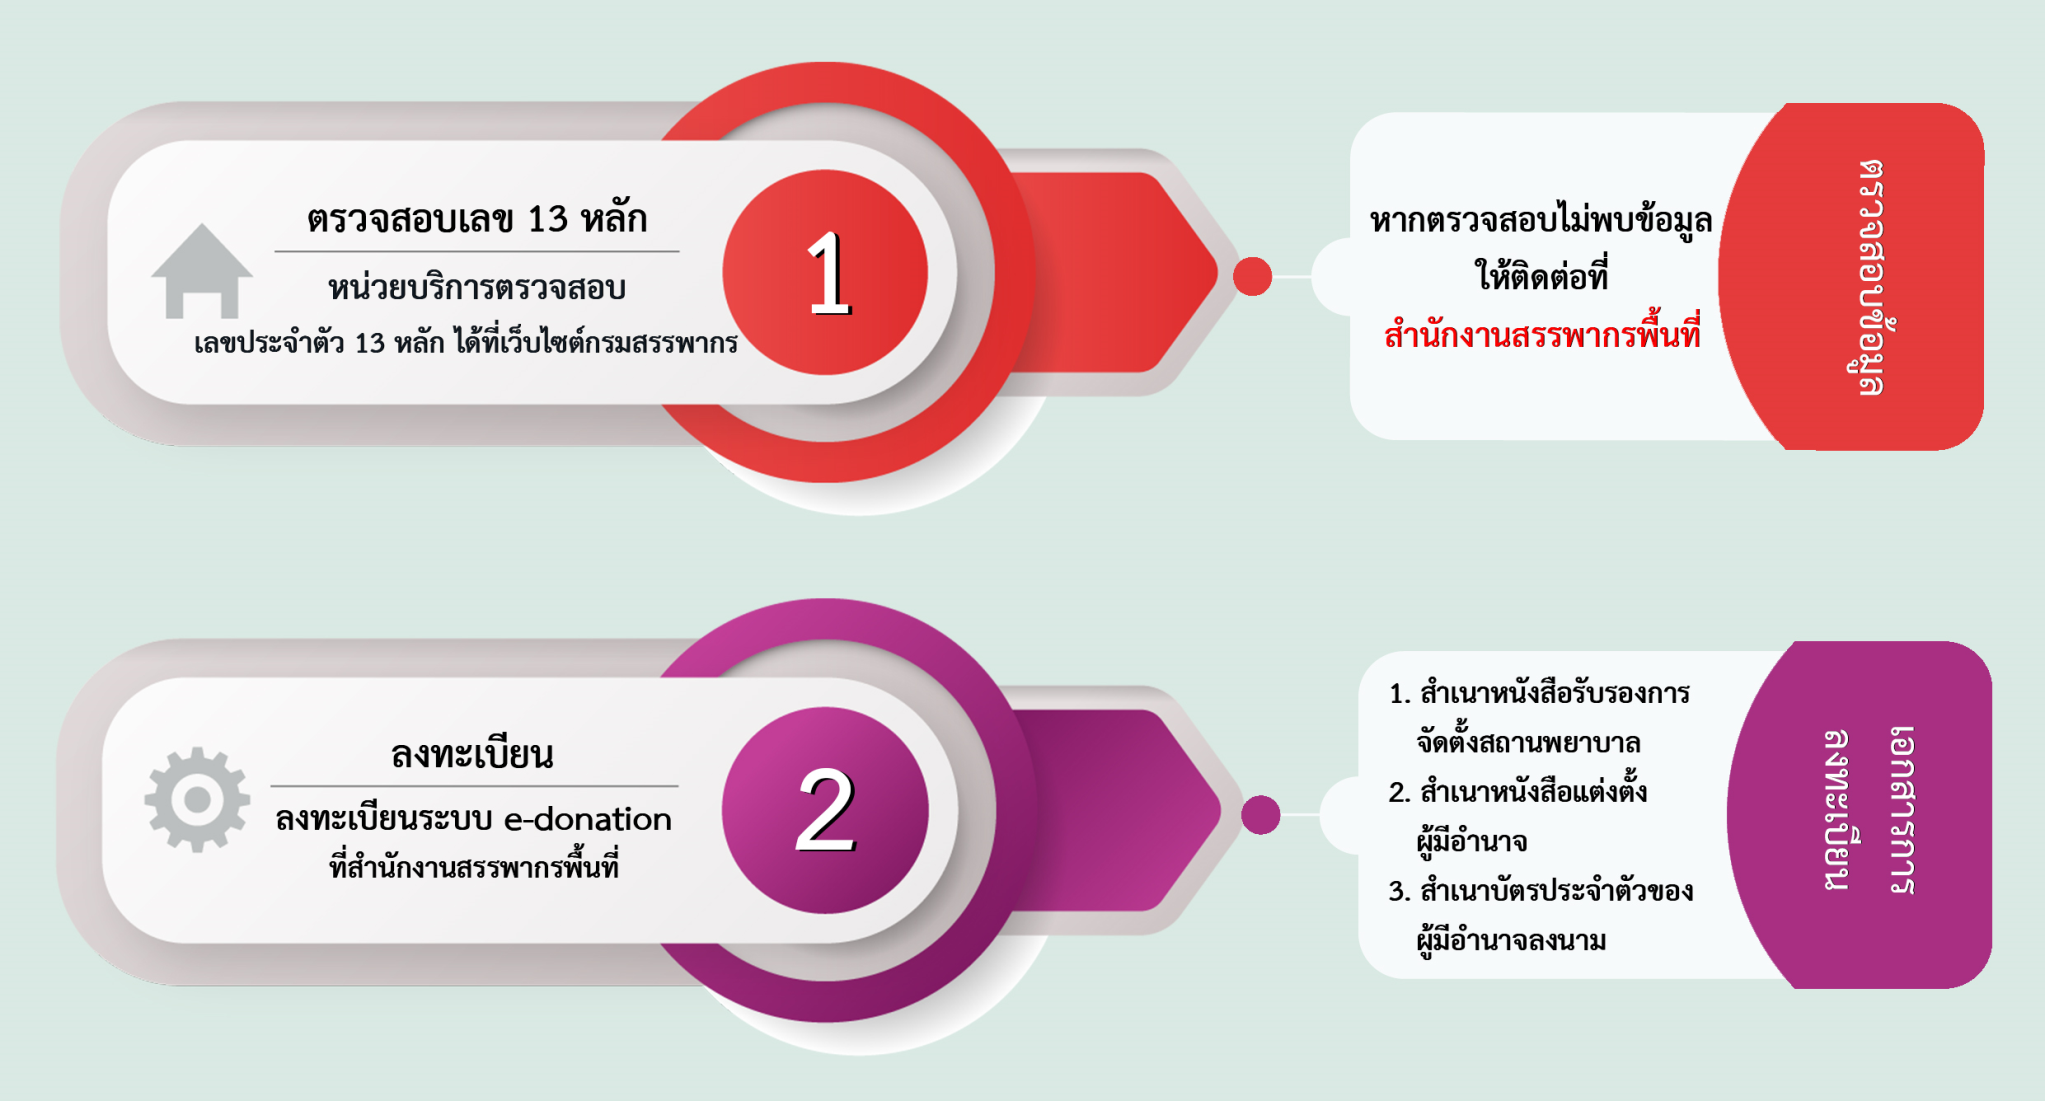 ตรวจสอบเลข 13 หลัก
หน่วยบริการตรวจสอบ
เลขประจำตัว 13 หลัก ได้ที่เว็บไซต์กรมสรรพากร
1
หากตรวจสอบไม่พบข้อมูล
ให้ติดต่อที่
สำนักงานสรรพากรพื้นที่
ตรวจสอบข้อมูล
ลงทะเบียน
ลงทะเบียนระบบ e-donation
ที่สำนักงานสรรพากรพื้นที่
2
1. สำเนาหนังสือรับรองการ
จัดตั้งสถานพยาบาล
2. สำเนาหนังสือแต่งตั้ง
ผู้มีอำนาจ
3. สำเนาบัตรประจำตัวของ
ผู้มีอำนาจลงนาม
เอกสารการ
ลงทะเบียน